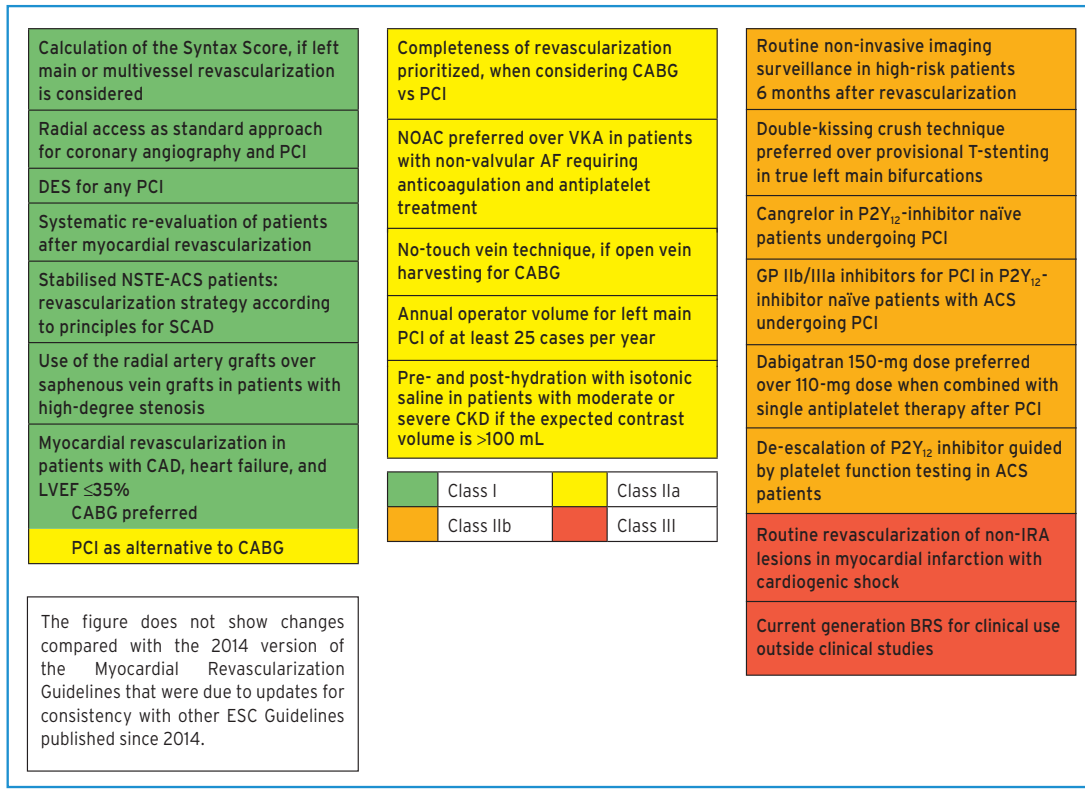 Calculation of the Syntax Score, if left
main or multivessel revascularization
is considered
Radial access as standard approach
for coronary angiography and PCI
DES for any PCI
Systematic re-evaluation of patients
after myocardial revascularization
Stabilised NSTE-ACS patients:
revascularization strategy according
to principles for SCAD
Use of the radial artery grafts over
saphenous vein grafts in patients with
high-degree stenosis
Myocardial revascularization in
patients with CAD, heart failure, and
LVEF ≤35%
CABG preferred
PCI as alternative to CABG
The figure does not show changes
compared with the 2014 version of
the Myocardial Revascularization
Guidelines that were due to updates for
consistency with other ESC Guidelines
published since 2014.
Completeness of revascularization
prioritized, when considering CABG
vs PCI
NOAC preferred over VKA in patients
with non-valvular AF requiring
anticoagulation and antiplatelet
treatment
No-touch vein technique, if open vein
harvesting for CABG
Annual operator volume for left main
PCI of at least 25 cases per year
Pre- and post-hydration with isotonic
saline in patients with moderate or
severe CKD if the expected contrast
volume is >100 mL
Class I
Class IIa
Class IIb
Class III
Routine non-invasive imaging
surveillance in high-risk patients
6 months after revascularization
Double-kissing crush technique
preferred over provisional T-stenting
in true left main bifurcations
Cangrelor in P2Y₁₂-inhibitor naïve
patients undergoing PCI
GP IIb/IIIa inhibitors for PCI in P2Y₁₂-
inhibitor naïve patients with ACS
undergoing PCI
Dabigatran 150-mg dose preferred
over 110-mg dose when combined with
single antiplatelet therapy after PCI
De-escalation of P2Y₁₂ inhibitor guided
by platelet function testing in ACS
patients
Routine revascularization of non-IRA
lesions in myocardial infarction with
cardiogenic shock
Current generation BRS for clinical use
outside clinical studies